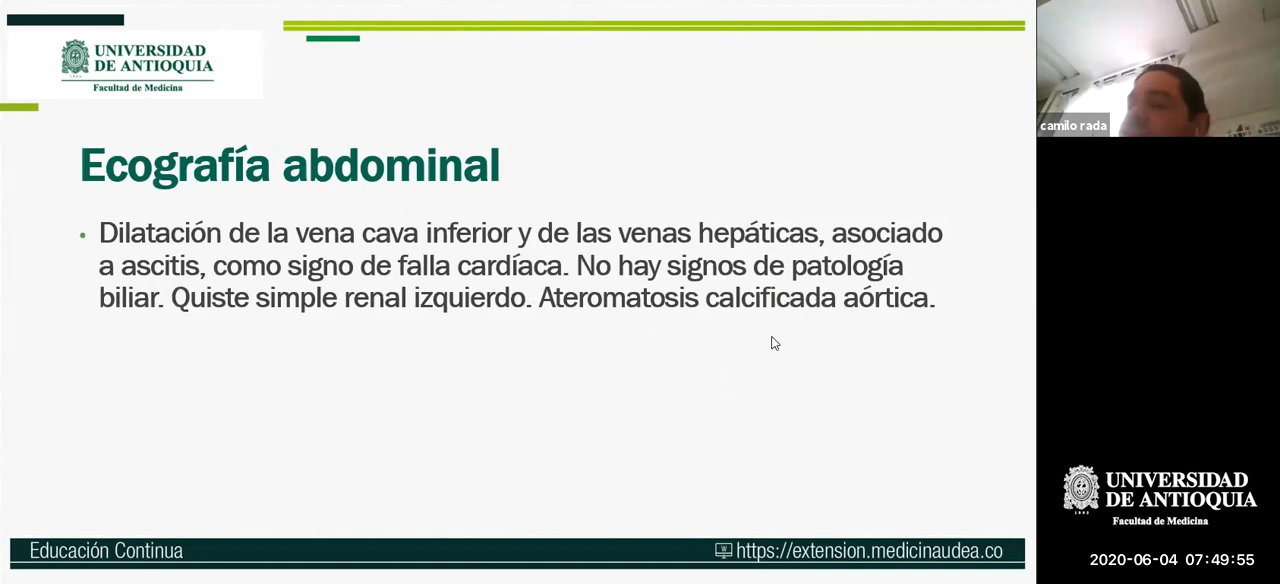 UNIVERSIDAD
DE ANTIOQUIA
1803
Facultad de Medicina
Ecografía abdominal
• Dilatación de la vena cava inferior y de las venas hepáticas, asociado
a ascitis, como signo de falla cardíaca. No hay signos de patología
biliar. Quiste simple renal izquierdo. Ateromatosis calcificada aórtica.
Educación Continua
W https://extension.medicinaudea.co
camilo rada
UNIVERSIDAD
DE ANTIOQUIA
1803
Facultad de Medicina
2020-06-04 07:49:55